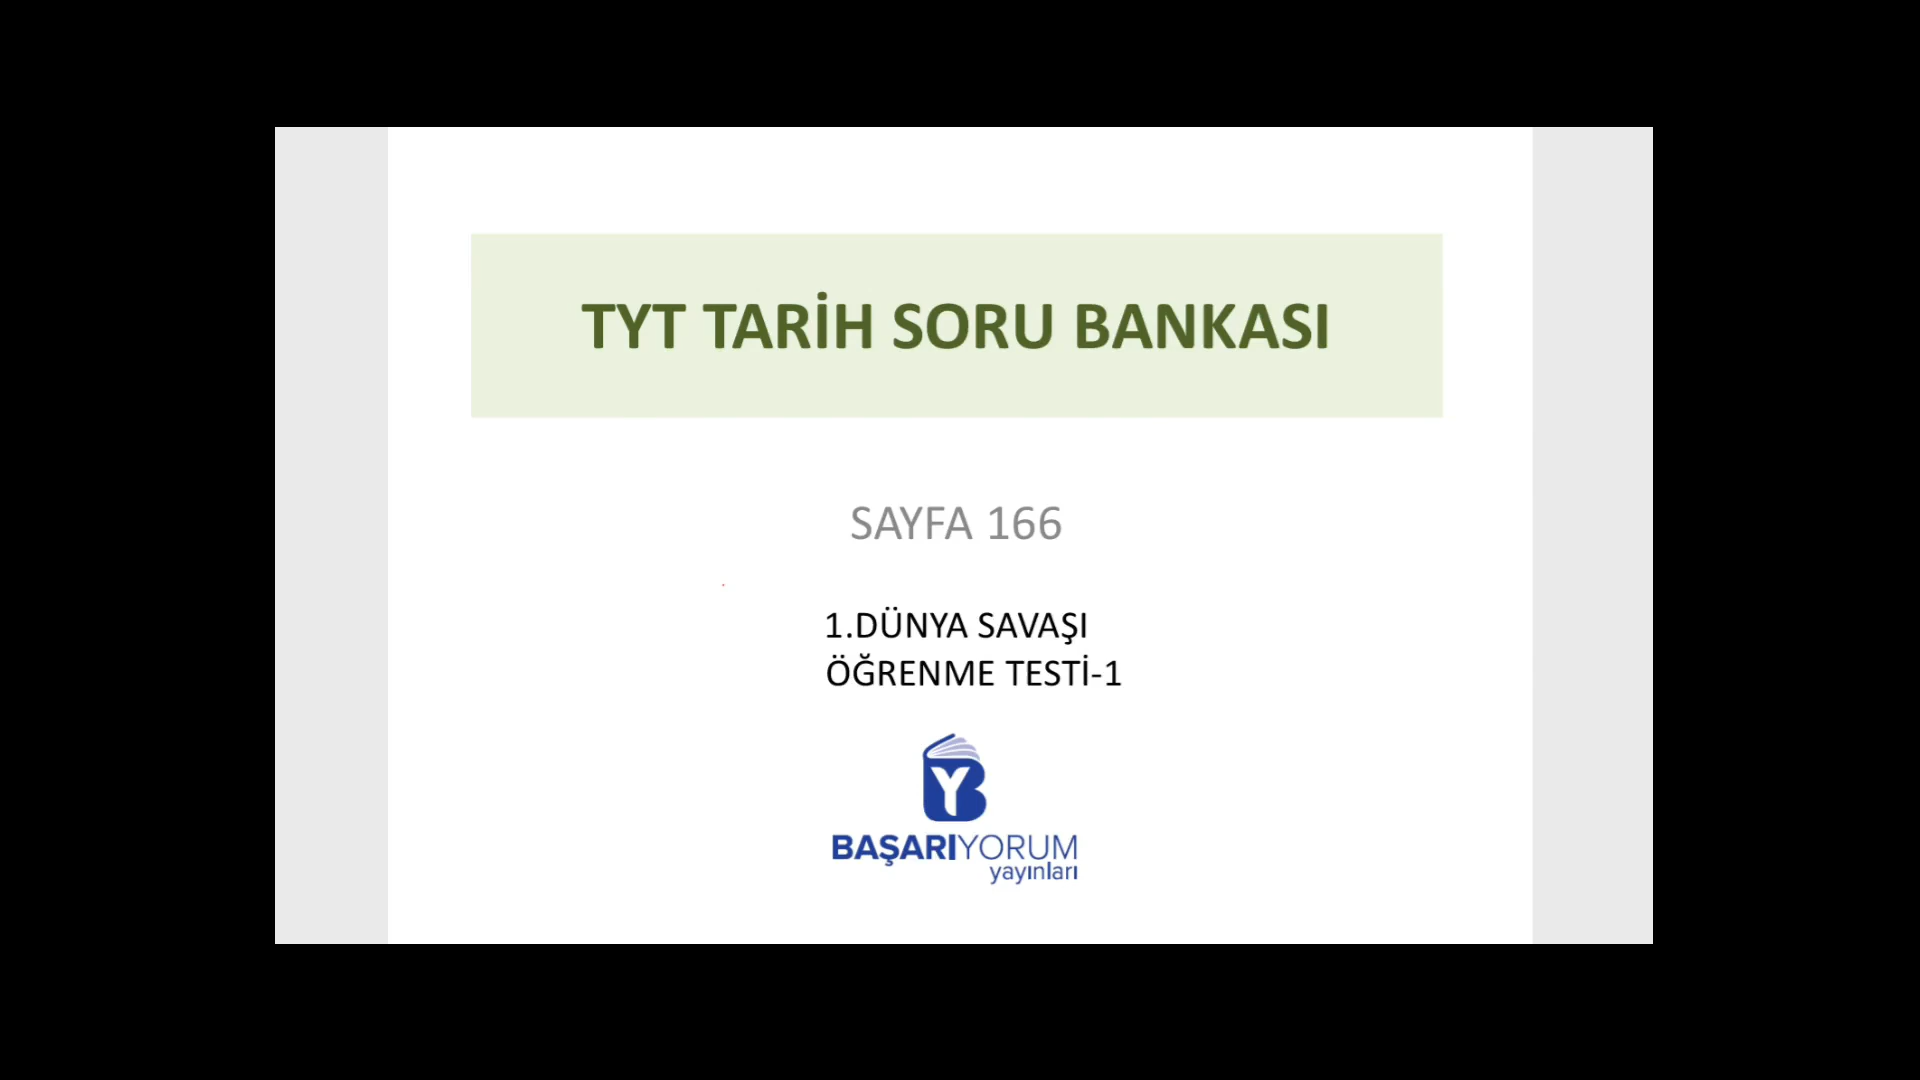 TYT TARİH SORU BANKASI
SAYFA 166
1.DÜNYA SAVAŞI
ÖĞRENME TESTİ-1
BAŞARIYORUM
yayınları